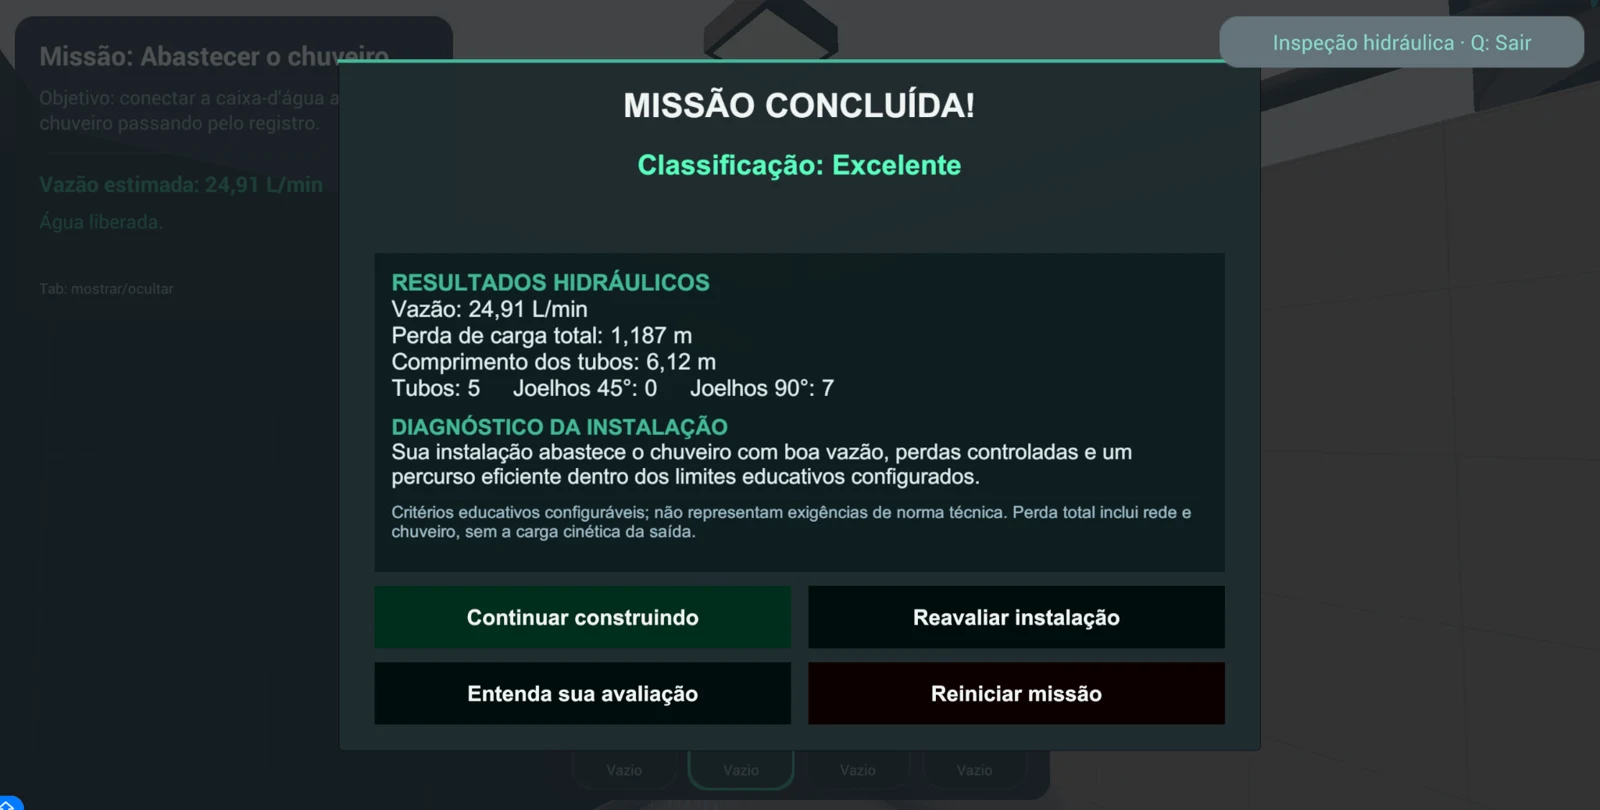 Missão: Abastecer o chuveiro
Objetivo: conectar a caixa-d'água a
chuveiro passando pelo registro.
Vazão estimada: 24,91 L/min
Água liberada.
Tab: mostrar/ocultar
Inspeção hidráulica · Q: Sair
MISSÃO CONCLUÍDA!
Classificação: Excelente
RESULTADOS HIDRÁULICOS
Vazão: 24,91 L/min
Perda de carga total: 1,187 m
Comprimento dos tubos: 6,12 m
Tubos: 5 Joelhos 45°: 0 Joelhos 90°: 7
DIAGNÓSTICO DA INSTALAÇÃO
Sua instalação abastece o chuveiro com boa vazão, perdas controladas e um
percurso eficiente dentro dos limites educativos configurados.
Critérios educativos configuráveis; não representam exigências de norma técnica. Perda total inclui rede e
chuveiro, sem a carga cinética da saída.
Continuar construindo
Reavaliar instalação
Entenda sua avaliação
Reiniciar missão
Vazio Vazio Vazio Vazio